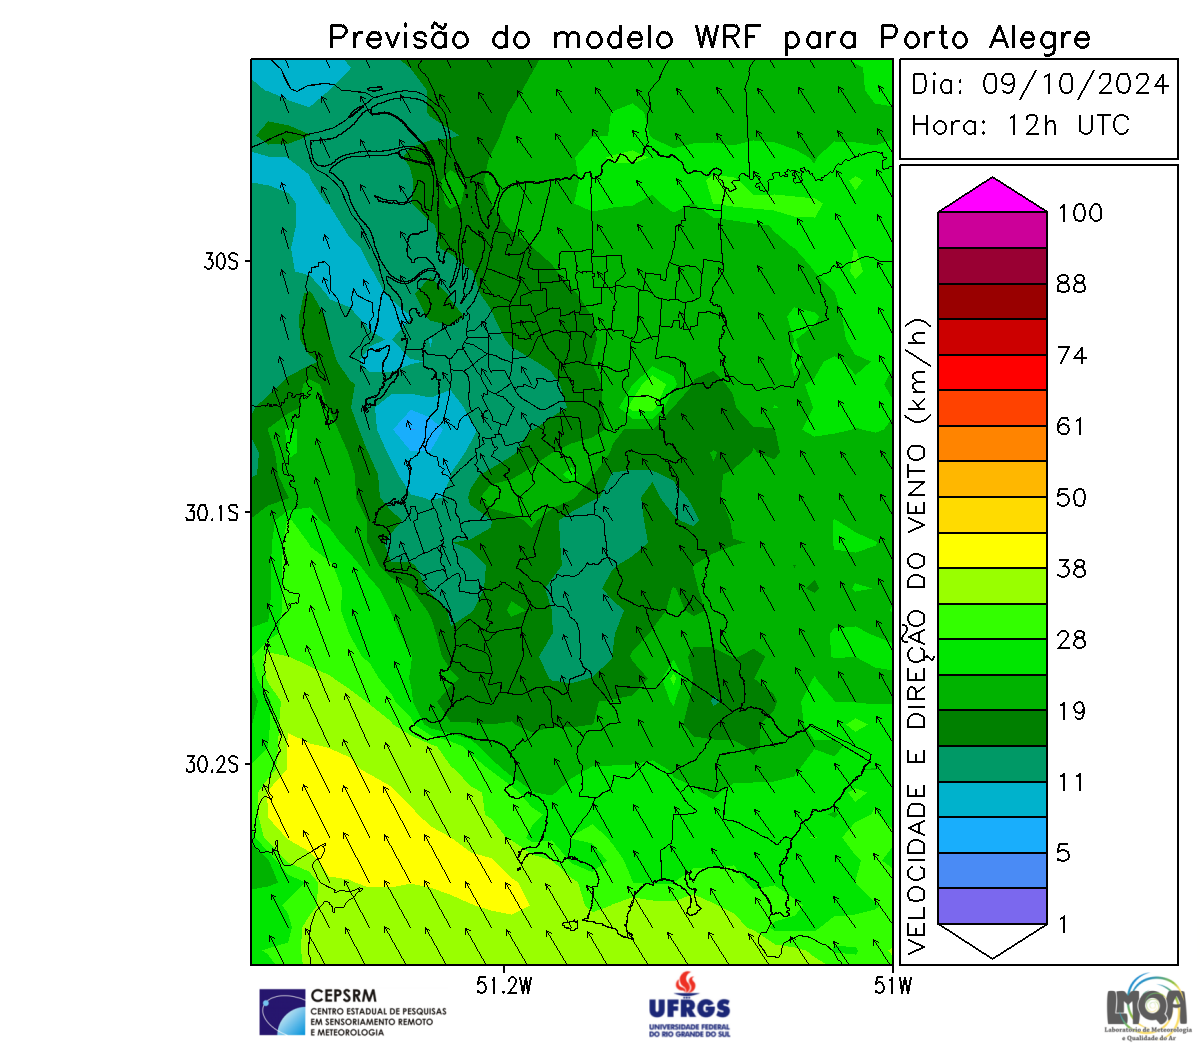 Previsão do modelo WRF para Porto Alegre
Dia: 09/10/2024
Hora: 12h UTC
VELOCIDADE E DIREÇÃO DO VENTO (km/h)
100
88
74
61
50
38
28
19
11
5
1
30S
30.1S
30.2S
51.2W
51W
CEPSRM
CENTRO ESTADUAL DE PESQUISAS
EM SENSORIAMENTO REMOTO
E METEOROLOGIA
UFRGS
UNIVERSIDADE FEDERAL
DO RIO GRANDE DO SUL
LMQA
Laboratório de Meteorologia
e Qualidade do Ar